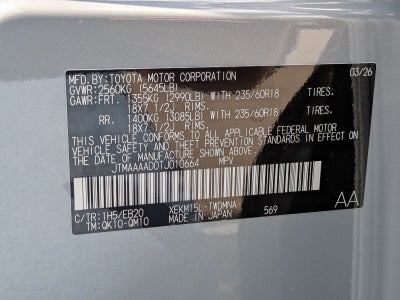 MFD. BY: TOYOTA MOTOR CORPORATION 03/26
GVWR: 2560KG (5645LB)
GAWR: FRT. 1355KG (2990LB) WITH 235/60R18 TIRES.
18X7 1/2J RIMS.
RR. 1400KG (3085LB) WITH 235/60R18 TIRES.
18X7 1/2J RIMS.
THIS VEHICLE CONFORMS TO ALL APPLICABLE FEDERAL MOTOR
VEHICLE SAFETY AND THEFT PREVENTION STANDARDS IN EFFECT
ON THE DATE OF MANUFACTURE SHOWN ABOVE.
JTMAAAAD0TJ010664 MPV
C/TR: 1H5/EB20 XEKM15L-TWDMNA AA
TM: QK10-QM10 MADE IN JAPAN 569